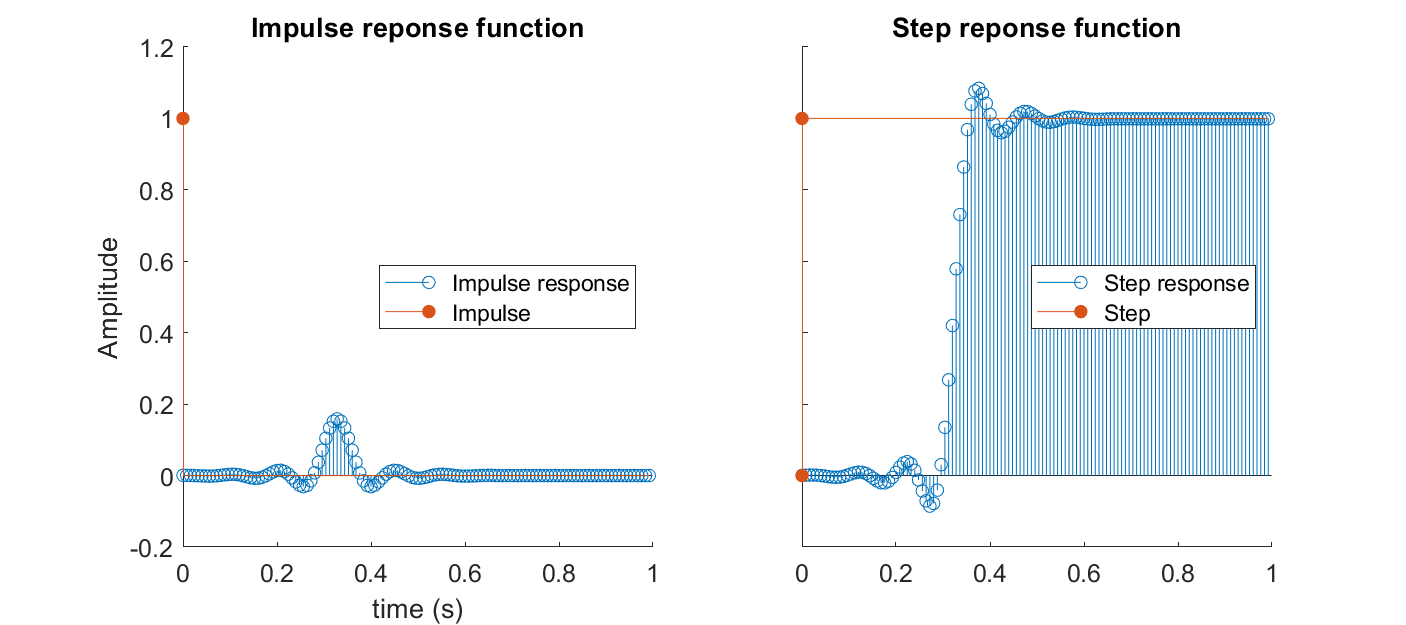 Impulse reponse function
1.2
1
0.8
0.6
0.4
0.2
0
-0.2
Amplitude
Impulse response
Impulse
0 0.2 0.4 0.6 0.8 1
time (s)
Step reponse function
Step response
Step
0 0.2 0.4 0.6 0.8 1